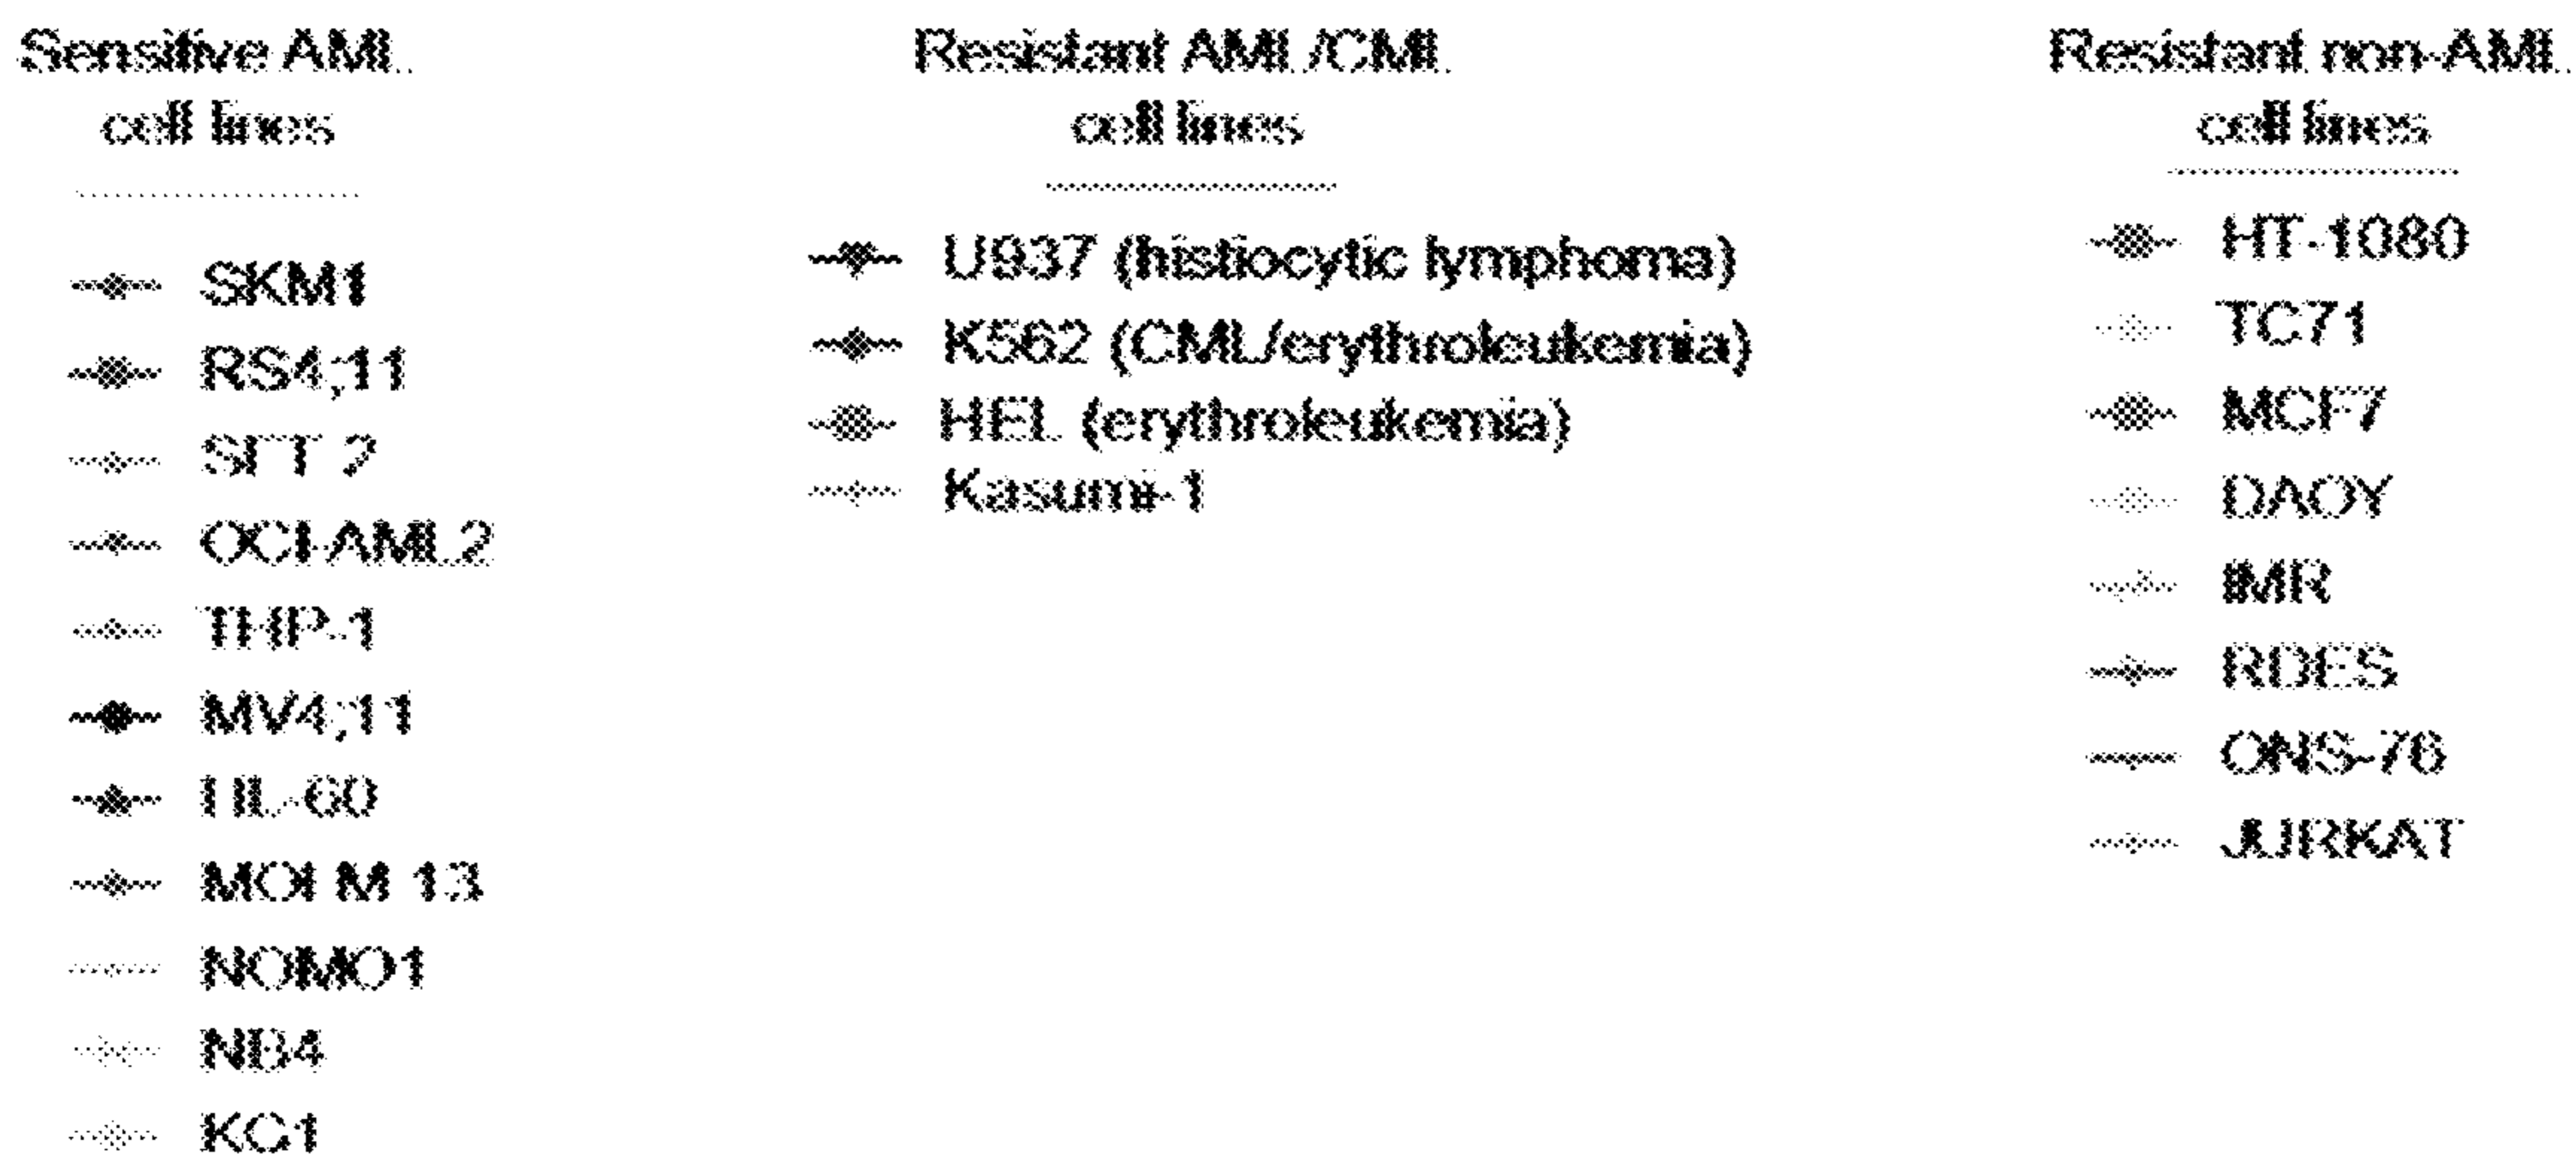 Sensitive AML
cell lines
SKM1
RS4;11
SET 2
OCI-AML2
THP-1
MV4;11
HL-60
MOLM 13
NOMO1
NB4
KG1
Resistant AML/CML
cell lines
U937 (histiocytic lymphoma)
K562 (CML/erythroleukemia)
HEL (erythroleukemia)
Kasumi-1
Resistant non-AML
cell lines
HT-1080
TC71
MCF7
DAOY
IMR
RDES
ONS-76
JURKAT